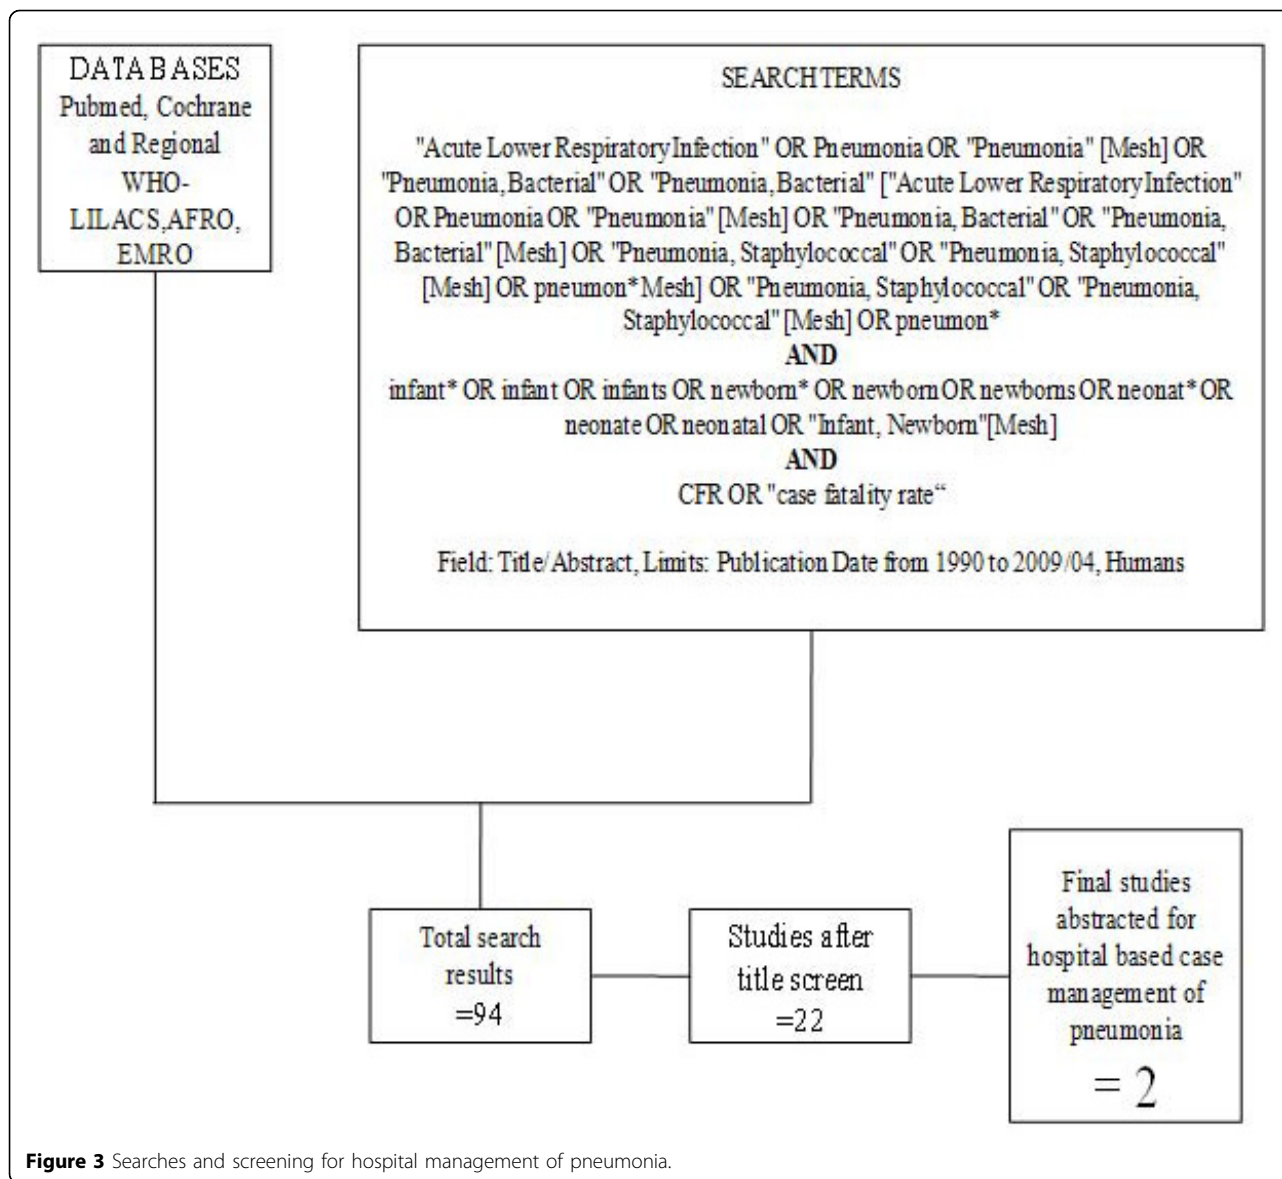 DATABASES
Pubmed, Cochrane
and Regional
WHO-
LILACS,AFRO,
EMRO
SEARCH TERMS
"Acute Lower Respiratory Infection" OR Pneumonia OR "Pneumonia" [Mesh] OR
"Pneumonia, Bacterial" OR "Pneumonia, Bacterial" ["Acute Lower Respiratory Infection"
OR Pneumonia OR "Pneumonia" [Mesh] OR "Pneumonia, Bacterial" OR "Pneumonia,
Bacterial" [Mesh] OR "Pneumonia, Staphylococcal" OR "Pneumonia, Staphylococcal"
[Mesh] OR pneumon* Mesh] OR "Pneumonia, Staphylococcal" OR "Pneumonia,
Staphylococcal" [Mesh] OR pneumon*
AND
infant* OR infant OR infants OR newborn* OR newborn OR newborns OR neonat* OR
neonate OR neonatal OR "Infant, Newborn"[Mesh]
AND
CFR OR "case fatality rate“
Field: Title/Abstract, Limits: Publication Date from 1990 to 2009/04, Humans
Total search
results
=94
Studies after
title screen
=22
Final studies
abstracted for
hospital based case
management of
pneumonia
= 2
Figure 3 Searches and screening for hospital management of pneumonia.